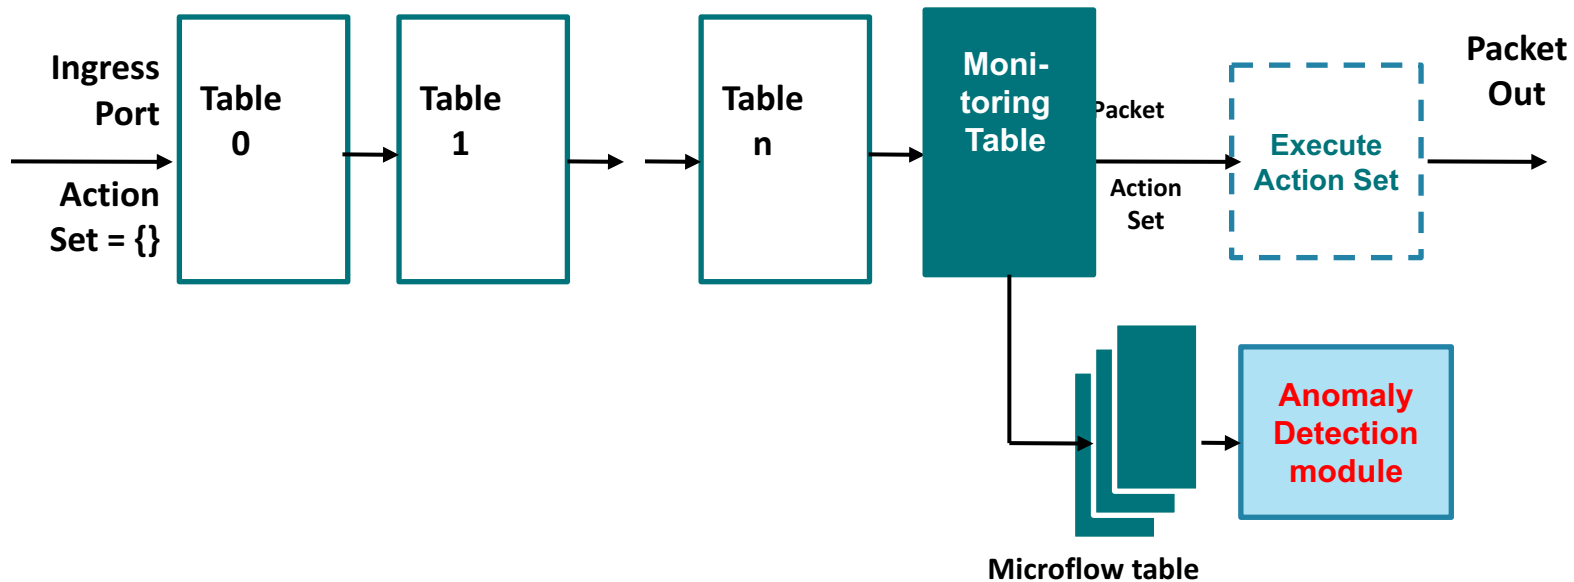 Ingress
Port
Action
Set = {}
Table
0
Table
1
Table
n
Moni-
toring
Table
Packet
Action
Set
Execute
Action Set
Packet
Out
Anomaly
Detection
module
Microflow table